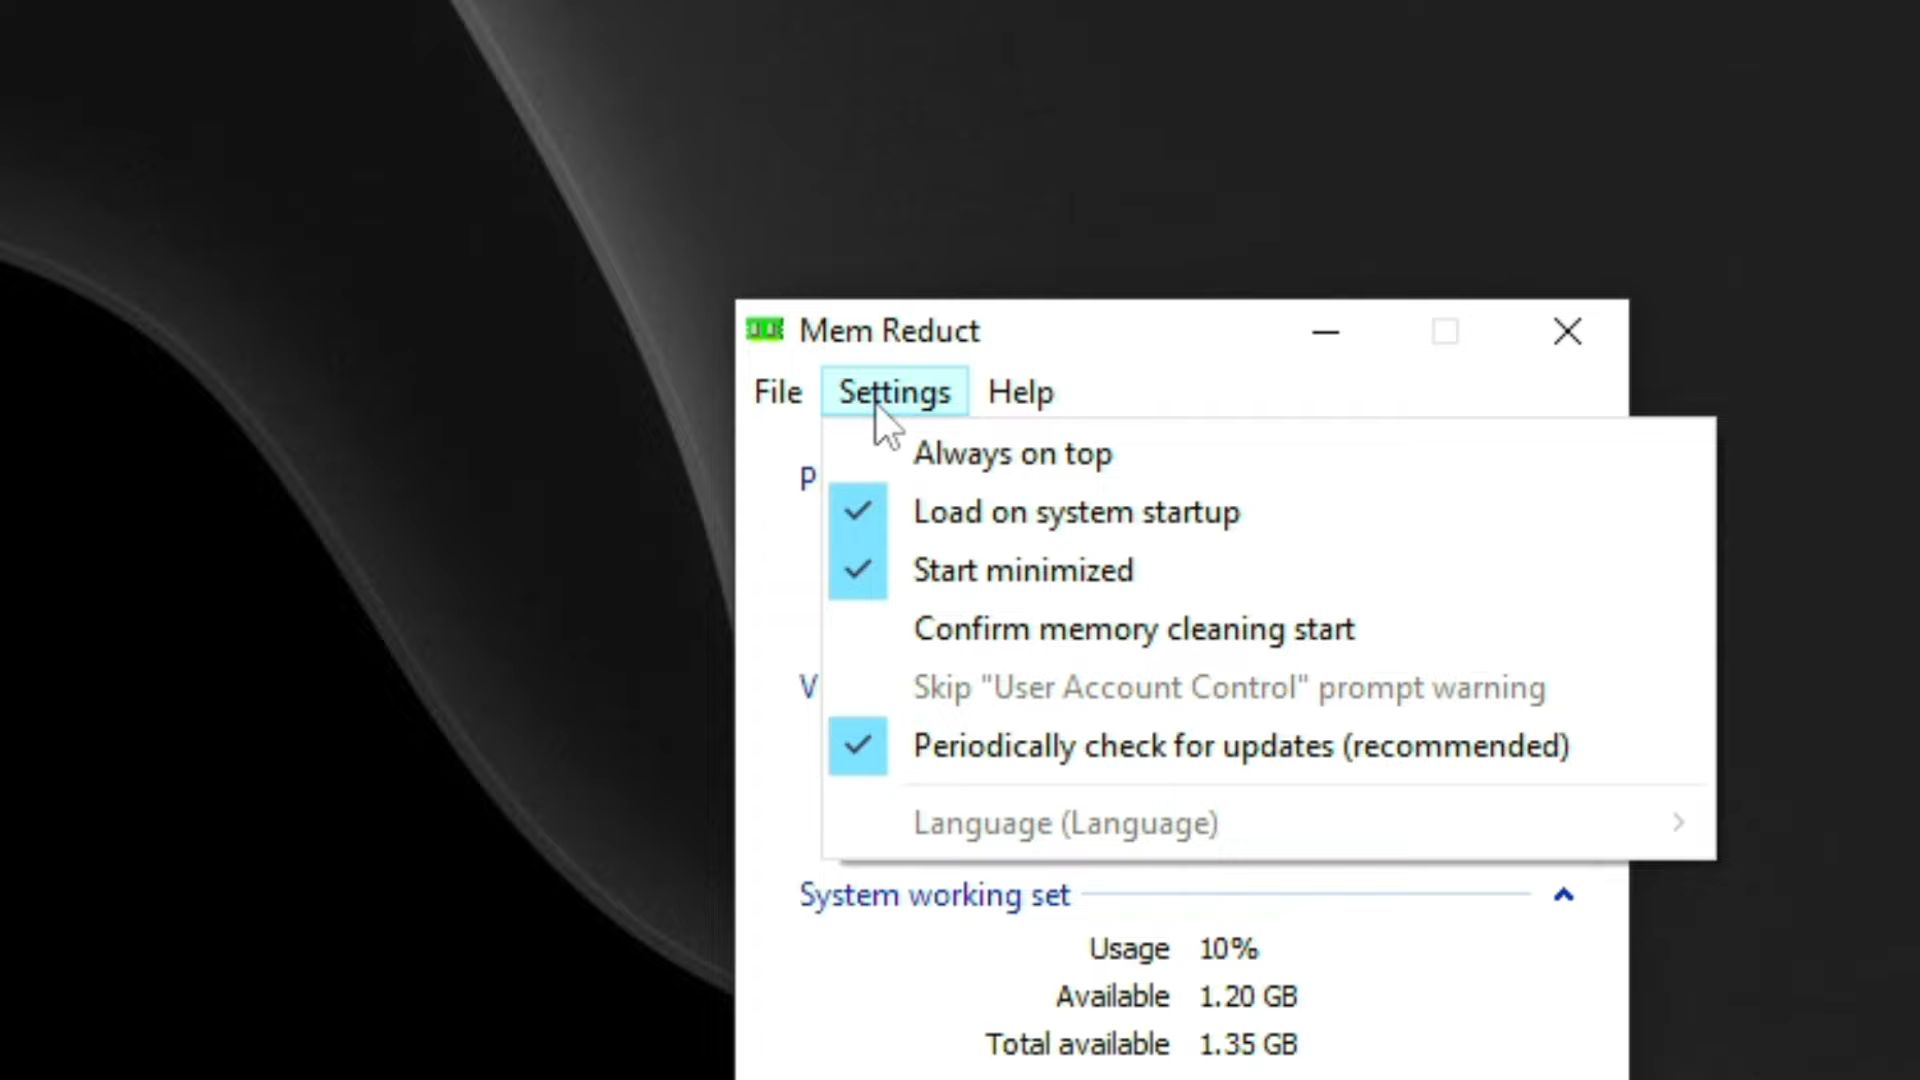 Mem Reduct
File Settings Help
Always on top
P
Load on system startup
Start minimized
Confirm memory cleaning start
V
Skip "User Account Control" prompt warning
Periodically check for updates (recommended)
Language (Language)
System working set
Usage 10%
Available 1.20 GB
Total available 1.35 GB